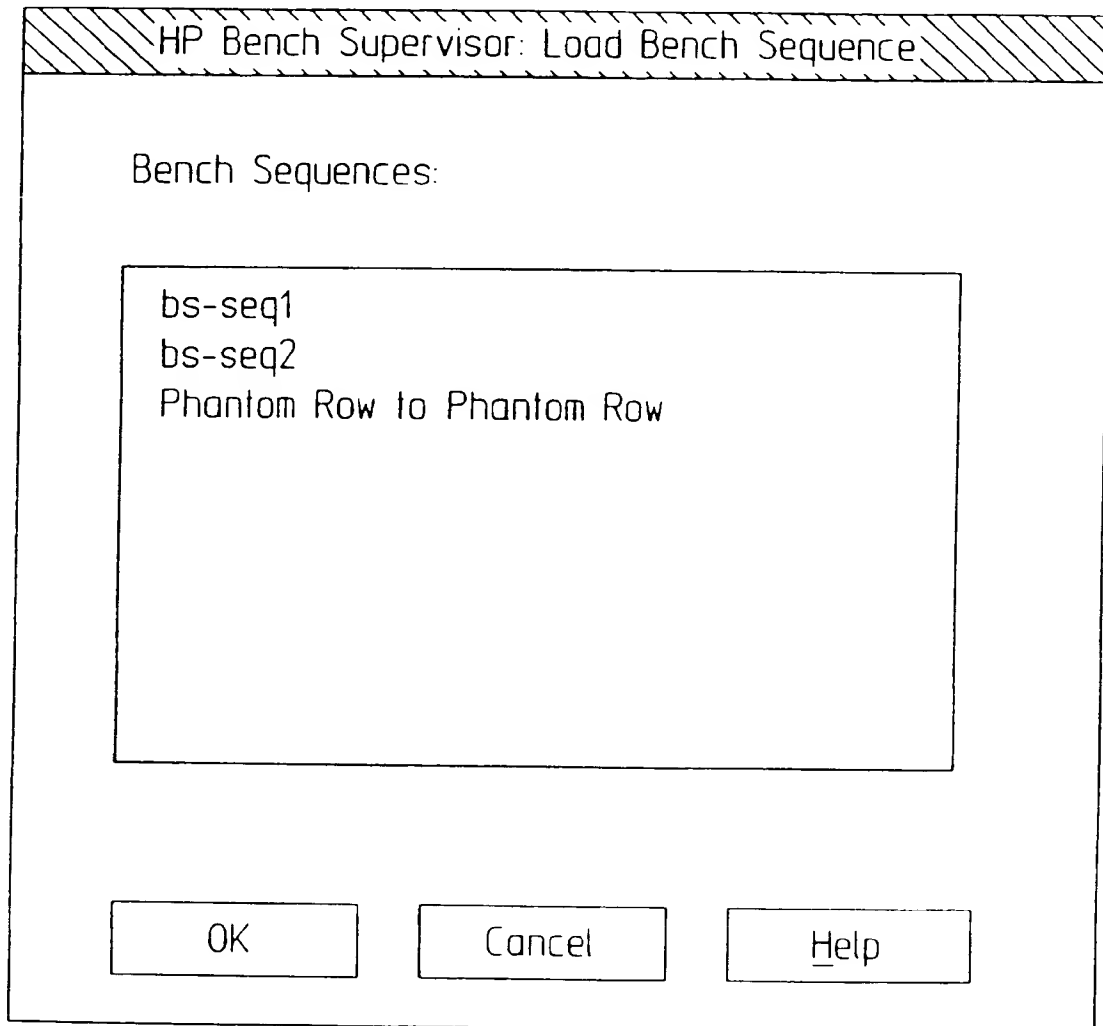 HP Bench Supervisor: Load Bench Sequence
Bench Sequences:
bs-seq1
bs-seq2
Phantom Row to Phantom Row
OK
Cancel
Help